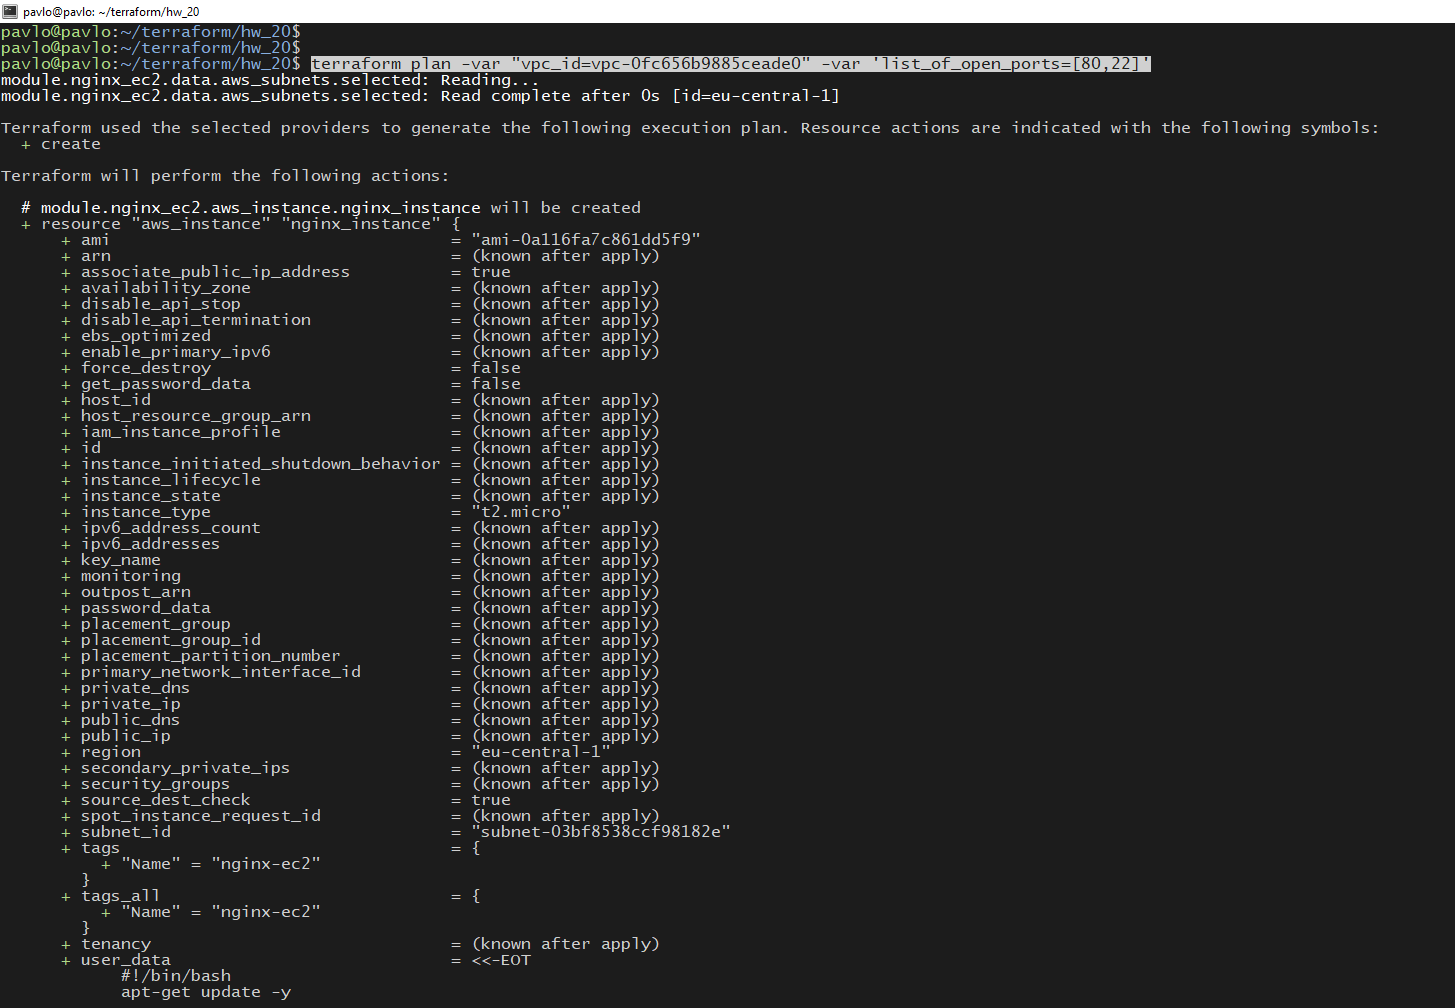 pavlo@pavlo: ~/terraform/hw_20
pavlo@pavlo:~/terraform/hw_20$
pavlo@pavlo:~/terraform/hw_20$
pavlo@pavlo:~/terraform/hw_20$ terraform plan -var "vpc_id=vpc-0fc656b9885ceade0" -var 'list_of_open_ports=[80,22]'
module.nginx_ec2.data.aws_subnets.selected: Reading...
module.nginx_ec2.data.aws_subnets.selected: Read complete after 0s [id=eu-central-1]
Terraform used the selected providers to generate the following execution plan. Resource actions are indicated with the following symbols:
+ create
Terraform will perform the following actions:
# module.nginx_ec2.aws_instance.nginx_instance will be created
+ resource "aws_instance" "nginx_instance" {
+ ami = "ami-0a116fa7c861dd5f9"
+ arn = (known after apply)
+ associate_public_ip_address = true
+ availability_zone = (known after apply)
+ disable_api_stop = (known after apply)
+ disable_api_termination = (known after apply)
+ ebs_optimized = (known after apply)
+ enable_primary_ipv6 = (known after apply)
+ force_destroy = false
+ get_password_data = false
+ host_id = (known after apply)
+ host_resource_group_arn = (known after apply)
+ iam_instance_profile = (known after apply)
+ id = (known after apply)
+ instance_initiated_shutdown_behavior = (known after apply)
+ instance_lifecycle = (known after apply)
+ instance_state = (known after apply)
+ instance_type = "t2.micro"
+ ipv6_address_count = (known after apply)
+ ipv6_addresses = (known after apply)
+ key_name = (known after apply)
+ monitoring = (known after apply)
+ outpost_arn = (known after apply)
+ password_data = (known after apply)
+ placement_group = (known after apply)
+ placement_group_id = (known after apply)
+ placement_partition_number = (known after apply)
+ primary_network_interface_id = (known after apply)
+ private_dns = (known after apply)
+ private_ip = (known after apply)
+ public_dns = (known after apply)
+ public_ip = (known after apply)
+ region = "eu-central-1"
+ secondary_private_ips = (known after apply)
+ security_groups = (known after apply)
+ source_dest_check = true
+ spot_instance_request_id = (known after apply)
+ subnet_id = "subnet-03bf8538ccf98182e"
+ tags = {
+ "Name" = "nginx-ec2"
}
+ tags_all = {
+ "Name" = "nginx-ec2"
}
+ tenancy = (known after apply)
+ user_data = <<-EOT
#!/bin/bash
apt-get update -y